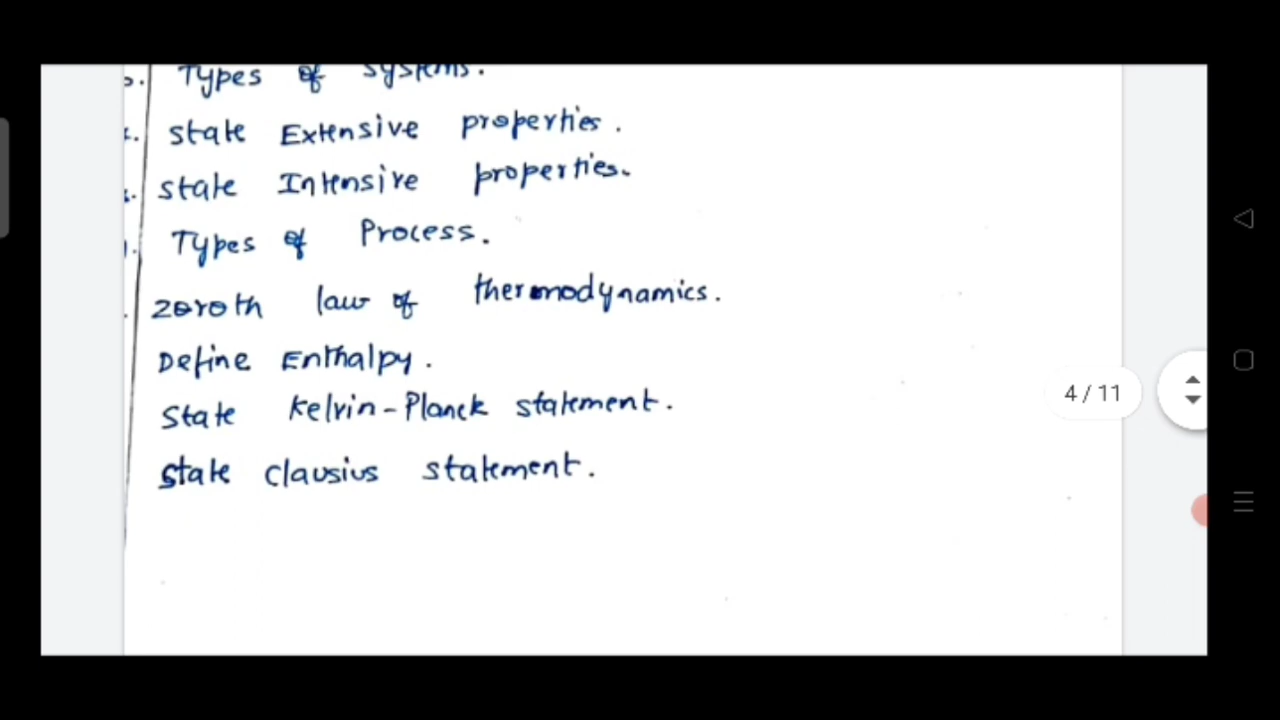 Types of systems.
state Extensive properties.
state Intensive properties.
Types of Process.
zeroth law of thermodynamics.
Define Enthalpy.
State Kelvin-Planck statement.
State clausius statement.
4 / 11